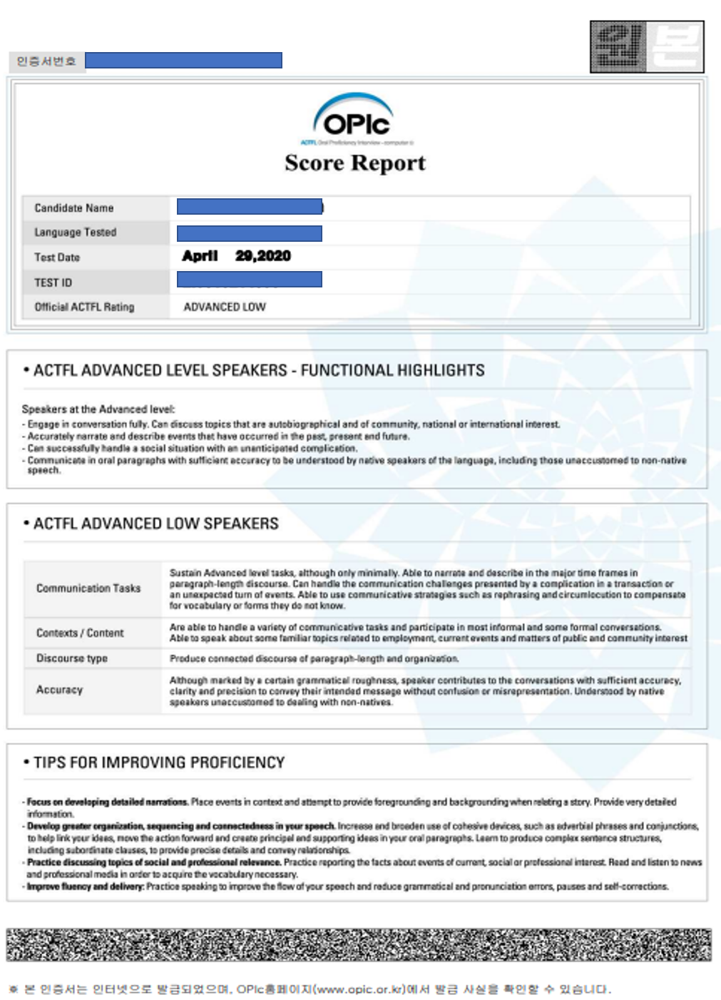 원본
인증서번호
OPIc
ACTFL Oral Proficiency Interview - computer
Score Report
Candidate Name
Language Tested
Test Date April 29,2020
TEST ID
Official ACTFL Rating ADVANCED LOW
• ACTFL ADVANCED LEVEL SPEAKERS - FUNCTIONAL HIGHLIGHTS
Speakers at the Advanced level:
- Engage in conversation fully. Can discuss topics that are autobiographical and of community, national or international interest.
- Accurately narrate and describe events that have occurred in the past, present and future.
- Can successfully handle a social situation with an unanticipated complication.
- Communicate in oral paragraphs with sufficient accuracy to be understood by native speakers of the language, including those unaccustomed to non-native
speech.
• ACTFL ADVANCED LOW SPEAKERS
Communication Tasks
Sustain Advanced level tasks, although only minimally. Able to narrate and describe in the major time frames in
paragraph-length discourse. Can handle the communication challenges presented by a complication in a transaction or
an unexpected turn of events. Able to use communicative strategies such as rephrasing and circumlocution to compensate
for vocabulary or forms they do not know.
Contexts / Content
Are able to handle a variety of communicative tasks and participate in most informal and some formal conversations.
Able to speak about some familiar topics related to employment, current events and matters of public and community interest
Discourse type
Produce connected discourse of paragraph-length and organization.
Accuracy
Although marked by a certain grammatical roughness, speaker contributes to the conversations with sufficient accuracy,
clarity and precision to convey their intended message without confusion or misrepresentation. Understood by native
speakers unaccustomed to dealing with non-natives.
• TIPS FOR IMPROVING PROFICIENCY
- Focus on developing detailed narrations. Place events in context and attempt to provide foregrounding and backgrounding when relating a story. Provide very detailed
information.
- Develop greater organization, sequencing and connectedness in your speech. Increase and broaden use of cohesive devices, such as adverbial phrases and conjunctions,
to help link your ideas, move the action forward and create principal and supporting ideas in your oral paragraphs. Learn to produce complex sentence structures,
including subordinate clauses, to provide precise details and convey relationships.
- Practice discussing topics of social and professional relevance. Practice reporting the facts about events of current, social or professional interest. Read and listen to news
and professional media in order to acquire the vocabulary necessary.
- Improve fluency and delivery: Practice speaking to improve the flow of your speech and reduce grammatical and pronunciation errors, pauses and self-corrections.
※ 본 인증서는 인터넷으로 발급되었으며, OPIc홈페이지(www.opic.or.kr)에서 발급 사실을 확인할 수 있습니다.